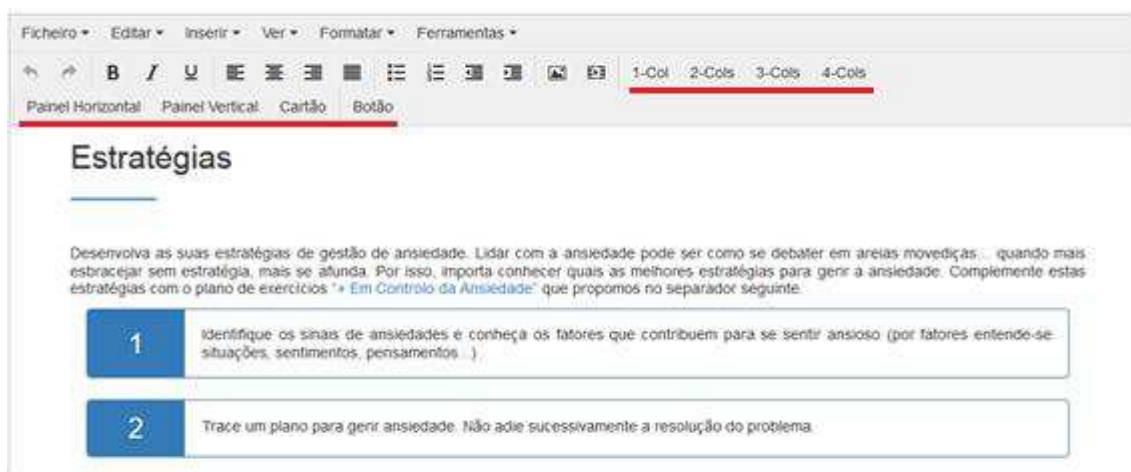 Ficheiro Editar Inserir Ver Formatar Ferramentas
B I U 1-Col 2-Cols 3-Cols 4-Cols
Painel Horizontal Painel Vertical Cartão Botão
Estratégias
Desenvolva as suas estratégias de gestão de ansiedade. Lidar com a ansiedade pode ser como se debater em areias movediças... quando mais
esbracejar sem estratégia, mais se afunda. Por isso, importa conhecer quais as melhores estratégias para gerir a ansiedade. Complemente estas
estratégias com o plano de exercícios "+ Em Controlo da Ansiedade" que propomos no separador seguinte.
1
Identifique os sinais de ansiedades e conheça os fatores que contribuem para se sentir ansioso (por fatores entende-se
situações, sentimentos, pensamentos...)
2
Trace um plano para gerir ansiedade. Não adie sucessivamente a resolução do problema.